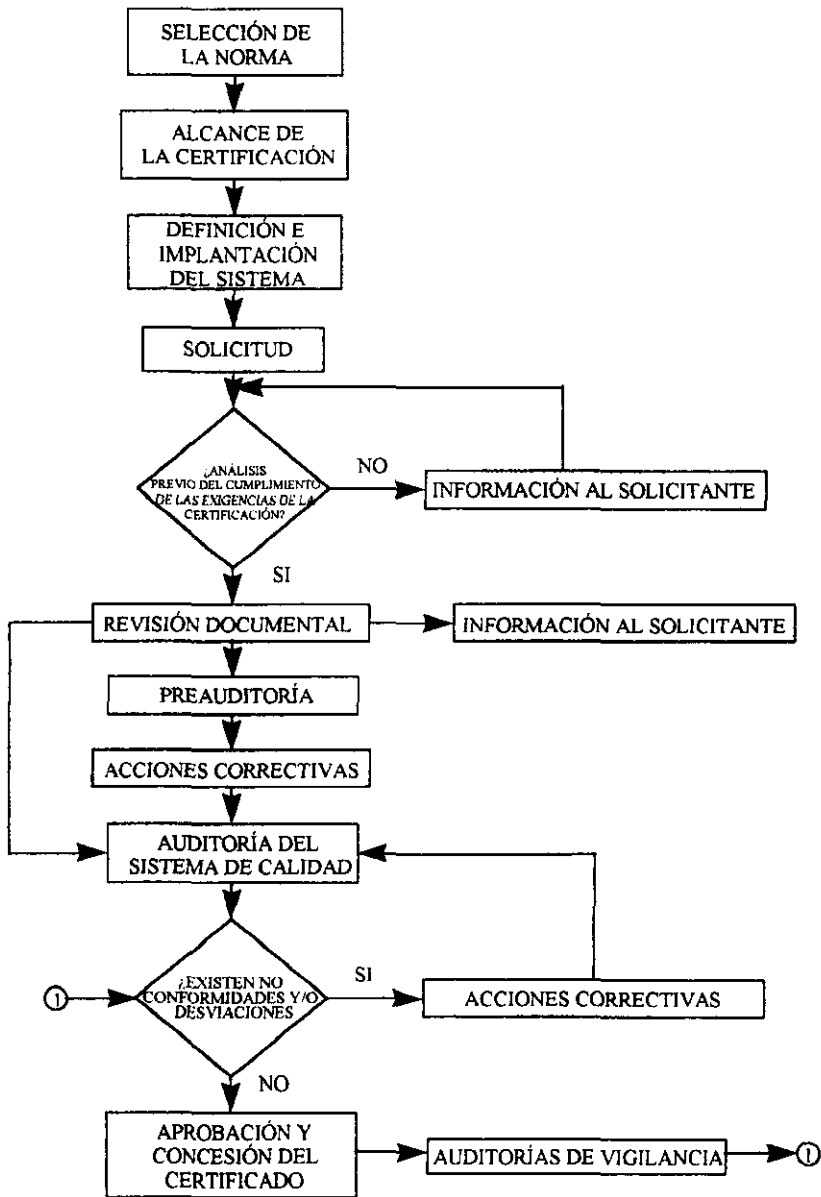 SELECCIÓN DE
LA NORMA
ALCANCE DE
LA CERTIFICACIÓN
DEFINICIÓN E
IMPLANTACIÓN
DEL SISTEMA
SOLICITUD
¿ANÁLISIS
PREVIO DEL CUMPLIMIENTO
DE LAS EXIGENCIAS DE LA
CERTIFICACIÓN?
NO
INFORMACIÓN AL SOLICITANTE
SI
REVISIÓN DOCUMENTAL
INFORMACIÓN AL SOLICITANTE
PREAUDITORÍA
ACCIONES CORRECTIVAS
AUDITORÍA DEL
SISTEMA DE CALIDAD
1
¿EXISTEN NO
CONFORMIDADES Y/O
DESVIACIONES
SI
ACCIONES CORRECTIVAS
NO
APROBACIÓN Y
CONCESIÓN DEL
CERTIFICADO
AUDITORÍAS DE VIGILANCIA
1